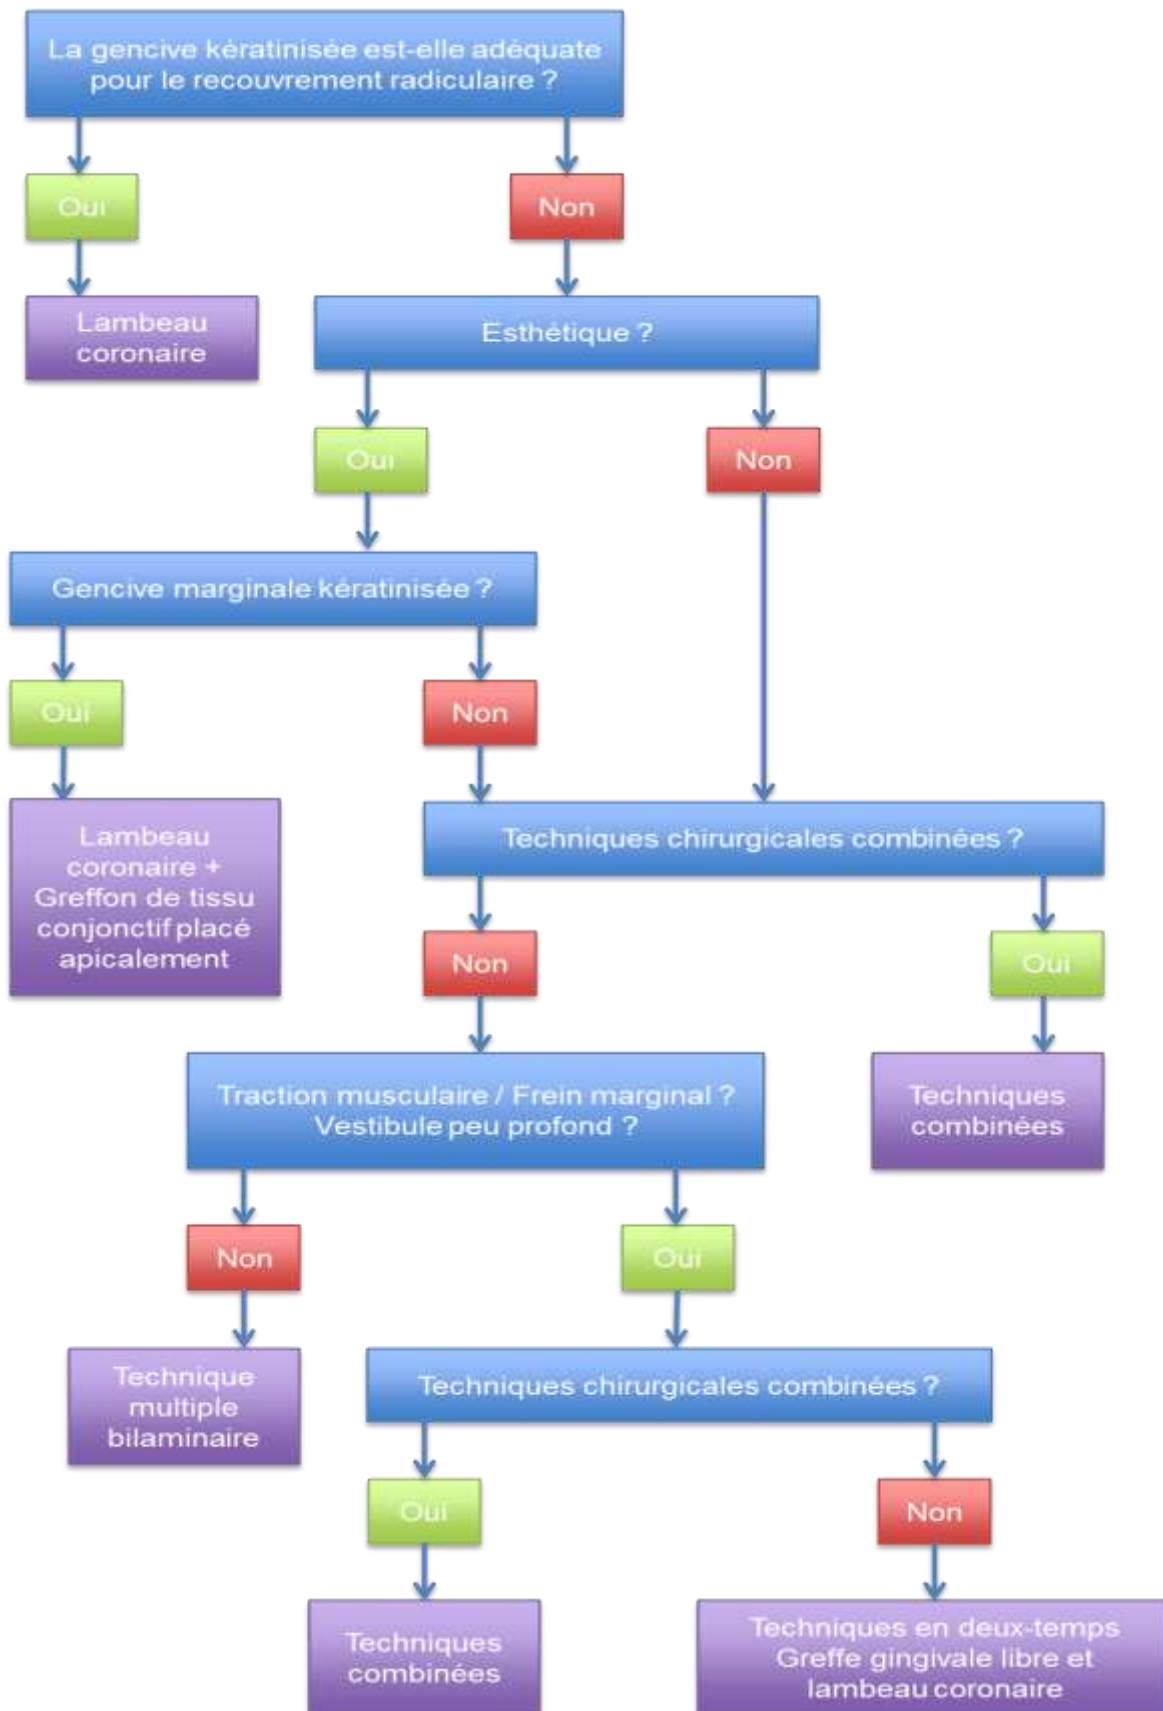 La gencive kératinisée est-elle adéquate
pour le recouvrement radiculaire ?
Oui
Non
Lambeau
coronaire
Esthétique ?
Oui
Non
Gencive marginale kératinisée ?
Oui
Non
Lambeau
coronaire +
Greffon de tissu
conjonctif placé
apicalement
Techniques chirurgicales combinées ?
Non
Oui
Traction musculaire / Frein marginal ?
Vestibule peu profond ?
Techniques
combinées
Non
Oui
Technique
multiple
bilaminaire
Techniques chirurgicales combinées ?
Oui
Non
Techniques
combinées
Techniques en deux-temps
Greffe gingivale libre et
lambeau coronaire